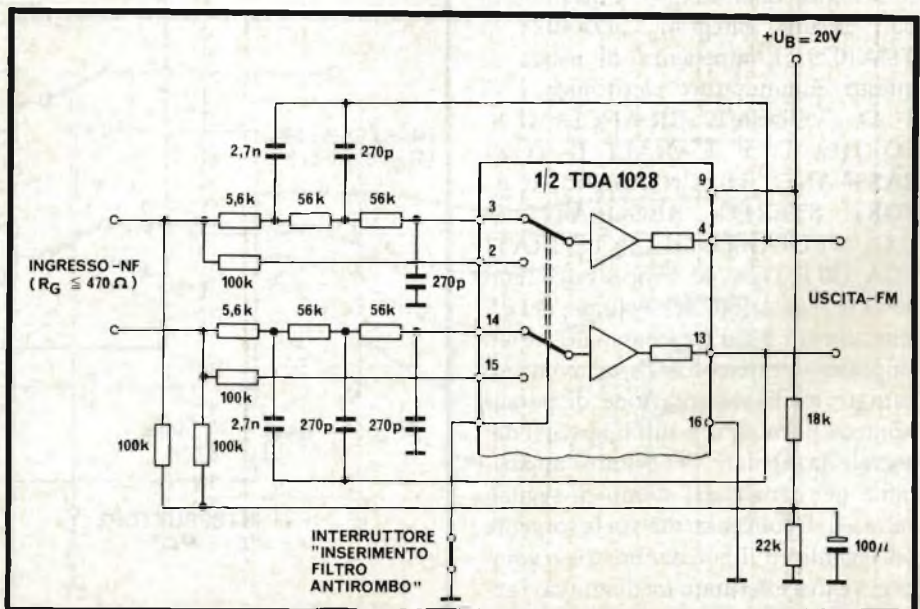 +UB = 20V
2,7n
270p
1/2 TDA 1028
9
5,6k
56k
56k
3
4
INGRESSO-NF
(RG ≦ 470 Ω)
100k
2
270p
USCITA-FM
5,6k
56k
56k
14
13
15
100k
100k
100k
2,7n
270p
270p
16
18k
INTERRUTTORE
"INSERIMENTO
FILTRO
ANTIROMBO"
22k
100μ